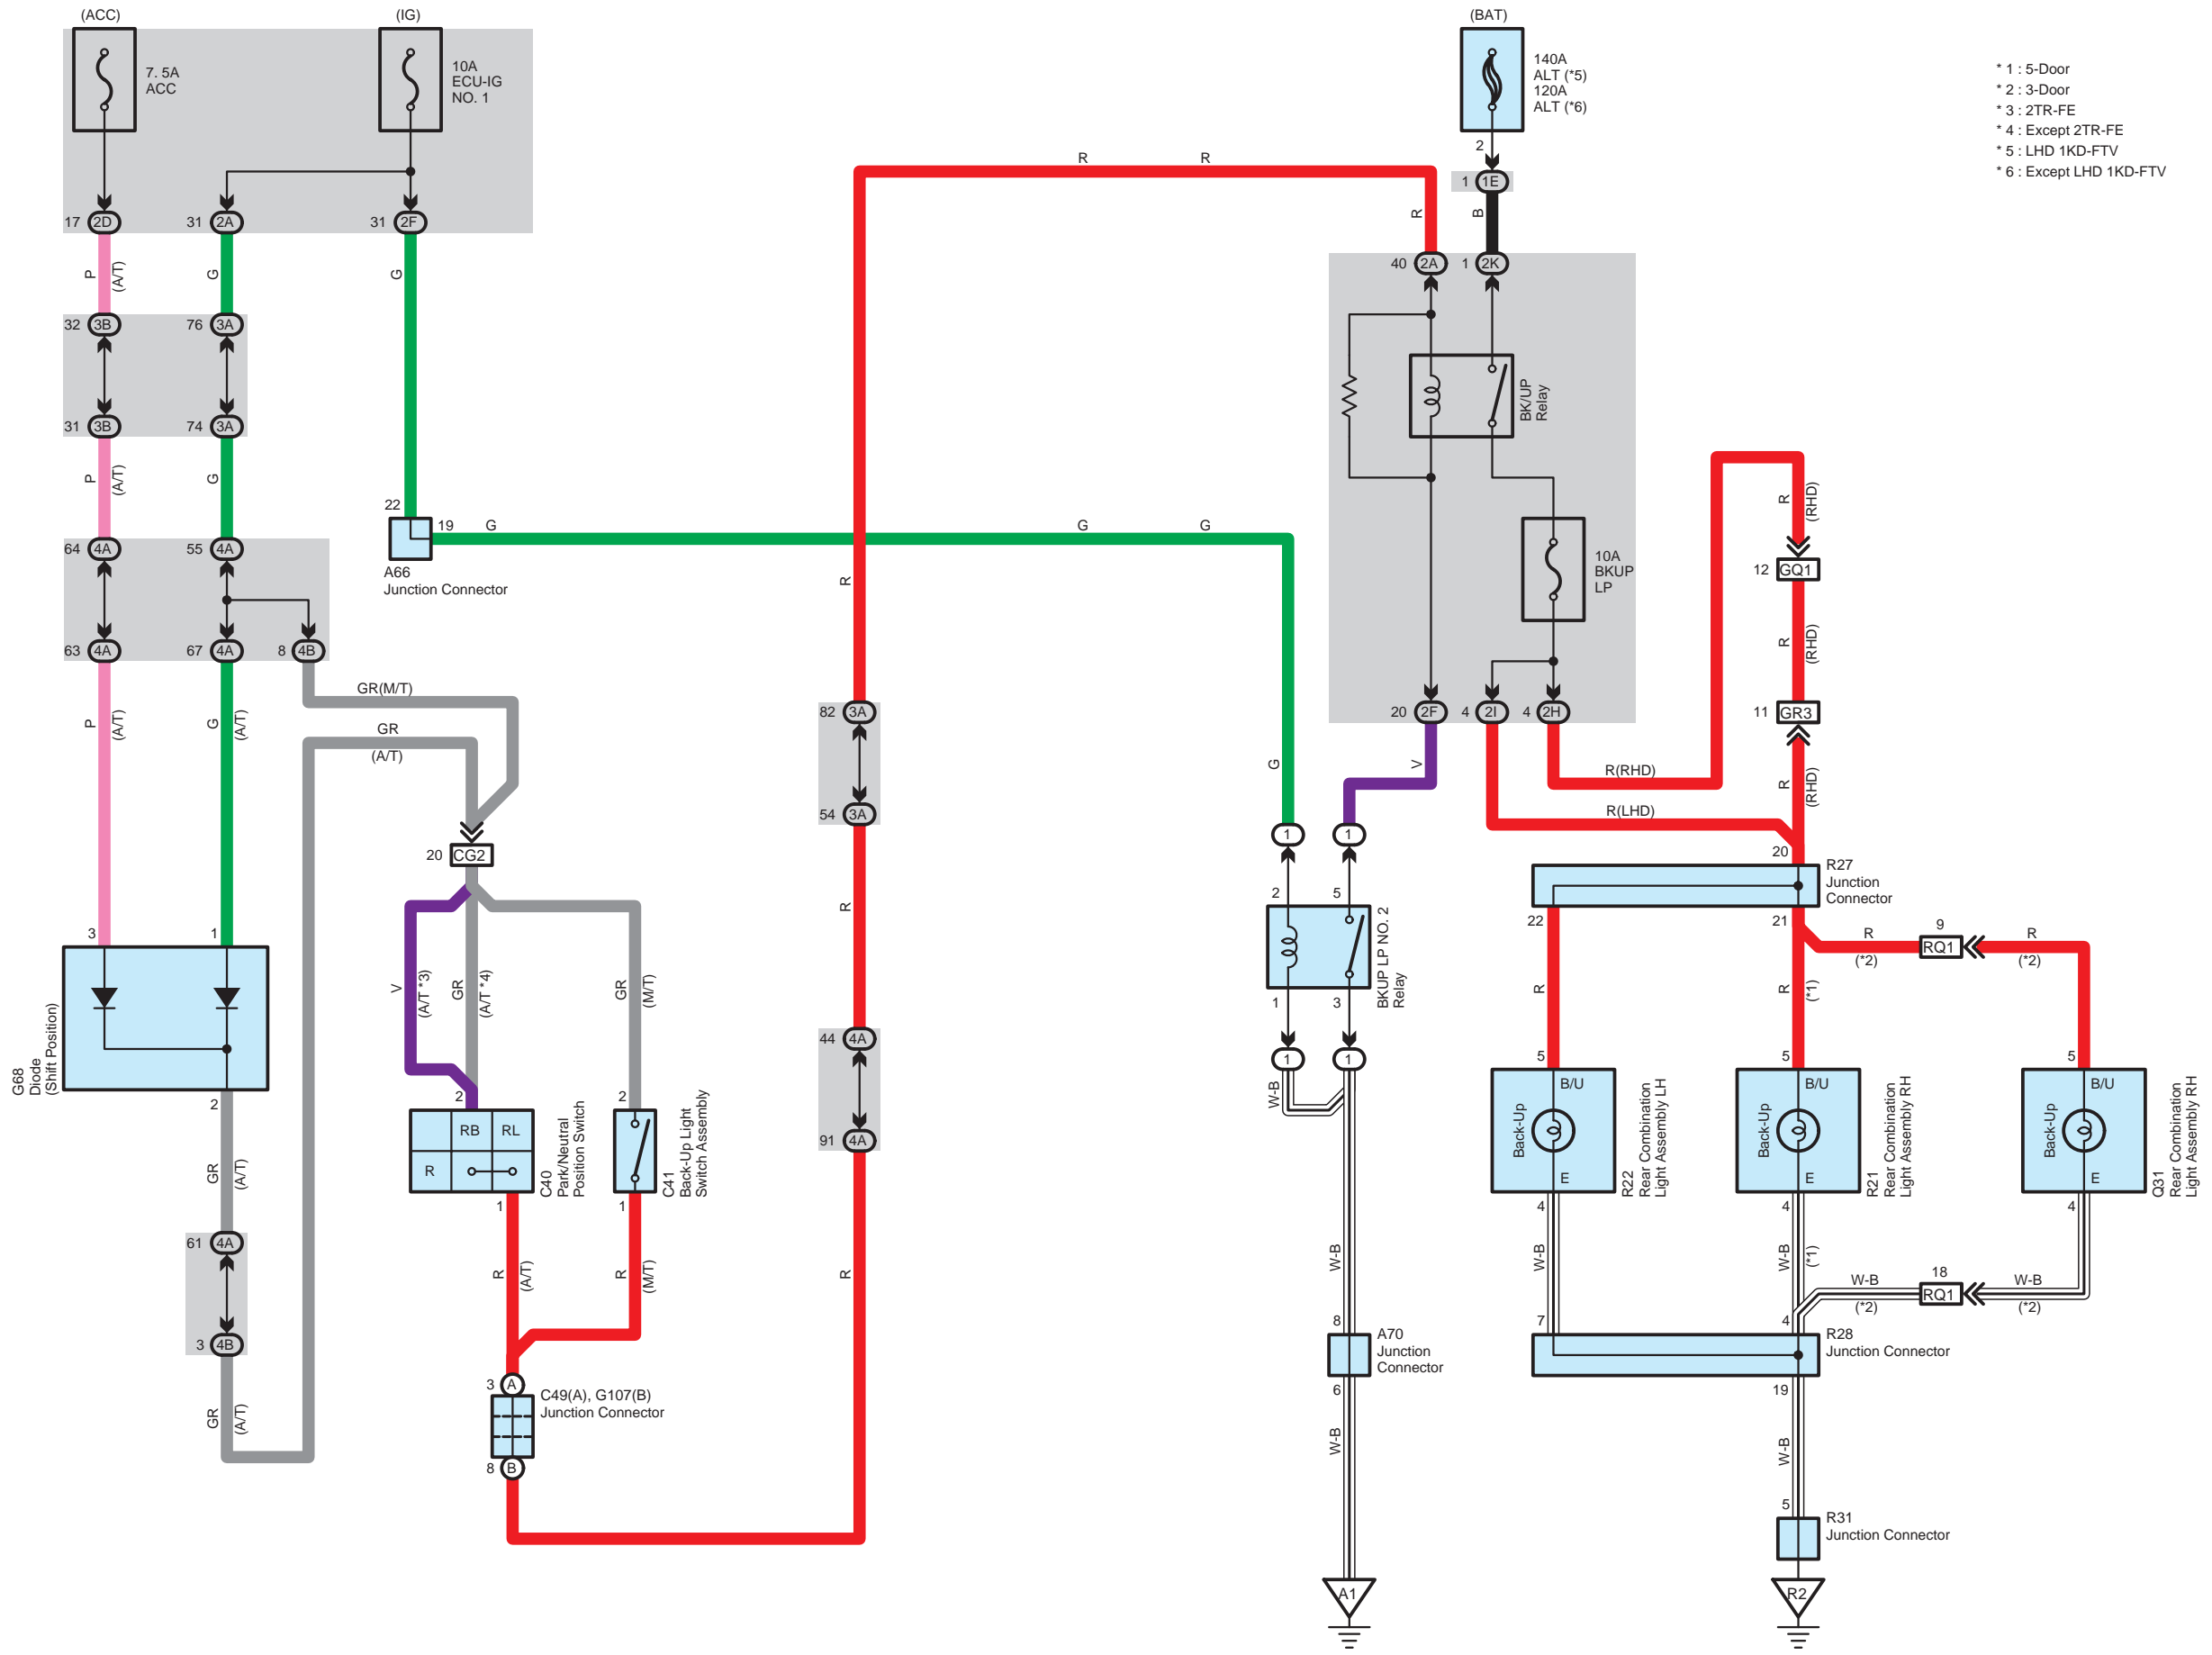 (ACC)
(IG)
(BAT)
7. 5A
ACC
10A
ECU-IG
NO. 1
140A
ALT (*5)
120A
ALT (*6)
* 1 : 5-Door
* 2 : 3-Door
* 3 : 2TR-FE
* 4 : Except 2TR-FE
* 5 : LHD 1KD-FTV
* 6 : Except LHD 1KD-FTV
2
1 1E
B
R R
R
17 2D
31 2A
31 2F
P
(A/T)
G
G
40 2A
1 2K
32 3B
76 3A
31 3B
74 3A
BK/UP
Relay
P
(A/T)
G
22
19 G
G G
A66
Junction Connector
64 4A
55 4A
63 4A
67 4A
8 4B
10A
BKUP
LP
R
(RHD)
12 GQ1
R
(RHD)
11 GR3
R
(RHD)
R
GR(M/T)
GR
(A/T)
P
(A/T)
G
(A/T)
82 3A
54 3A
20 2F
4 2I
4 2H
G
V
R(RHD)
R(LHD)
20 CG2
1
1
20
R27
Junction
Connector
22
21
2
5
BKUP LP NO. 2
Relay
1
3
1
1
R
9
RQ1
R
(*2)
(*2)
3
1
G68
Diode
(Shift Position)
2
V
(A/T *3)
GR
(A/T *4)
GR
(M/T)
R
R
R
(*1)
44 4A
91 4A
2
RB RL
R
C40
Park/Neutral
Position Switch
1
2
C41
Back-Up Light
Switch Assembly
1
W-B
5
B/U
Back-Up
E
R22
Rear Combination
Light Assembly LH
4
5
B/U
Back-Up
E
R21
Rear Combination
Light Assembly RH
4
5
B/U
Back-Up
E
Q31
Rear Combination
Light Assembly RH
4
GR
(A/T)
61 4A
3 4B
GR
(A/T)
R
(A/T)
R
(M/T)
R
W-B
W-B
W-B
(*1)
18
W-B
RQ1
W-B
(*2)
(*2)
3 A
C49(A), G107(B)
Junction Connector
8 B
8
A70
Junction
Connector
6
W-B
7
4
R28
Junction Connector
19
W-B
5
R31
Junction Connector
A1
R2